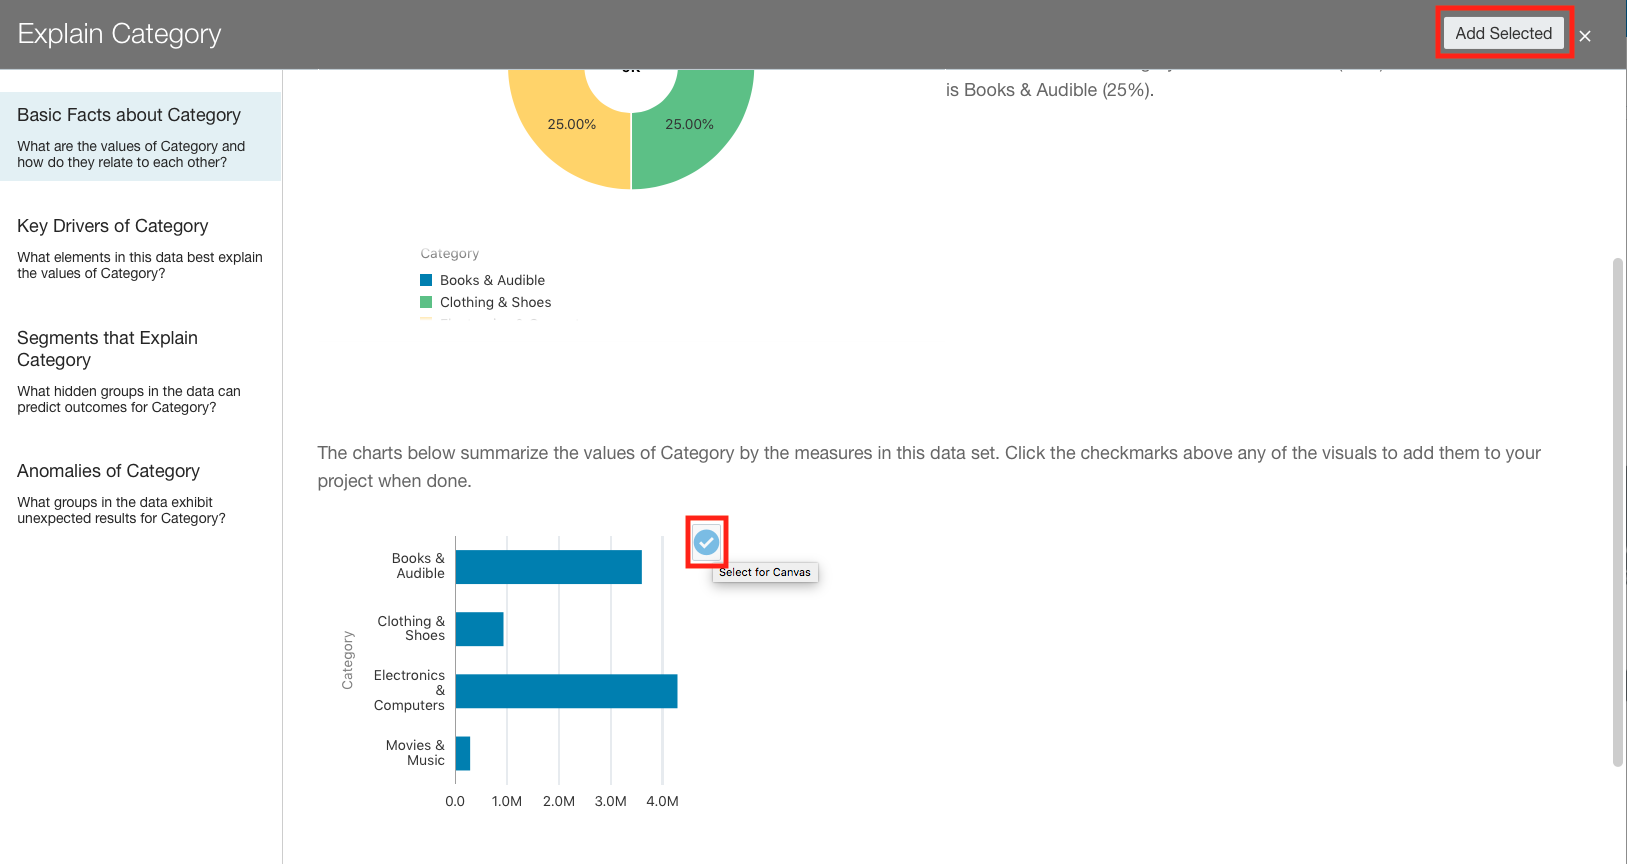 Explain Category
Add Selected
Basic Facts about Category
What are the values of Category and
how do they relate to each other?
Key Drivers of Category
What elements in this data best explain
the values of Category?
Segments that Explain
Category
What hidden groups in the data can
predict outcomes for Category?
Anomalies of Category
What groups in the data exhibit
unexpected results for Category?
25.00%
25.00%
is Books & Audible (25%).
Category
Books & Audible
Clothing & Shoes
The charts below summarize the values of Category by the measures in this data set. Click the checkmarks above any of the visuals to add them to your
project when done.
Select for Canvas
Category
Books &
Audible
Clothing &
Shoes
Electronics
&
Computers
Movies &
Music
0.0
1.0M
2.0M
3.0M
4.0M